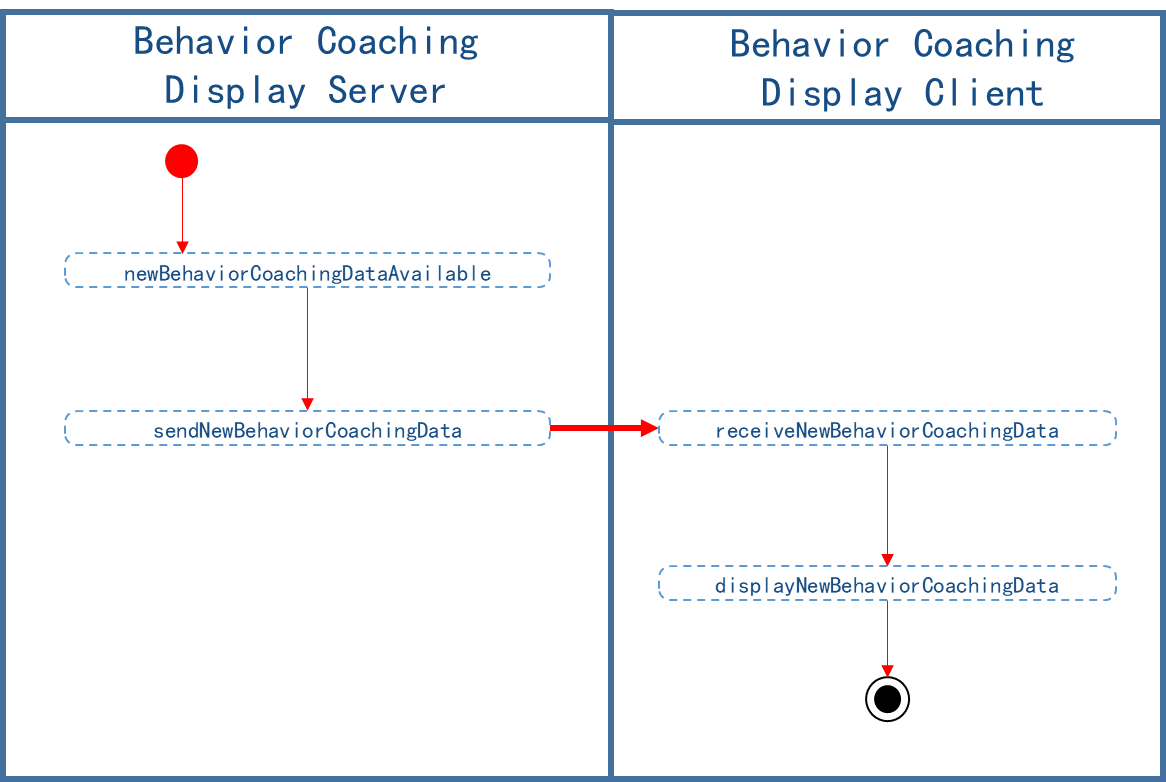 Behavior Coaching
Display Server
Behavior Coaching
Display Client
newBehaviorCoachingDataAvailable
sendNewBehaviorCoachingData
receiveNewBehaviorCoachingData
displayNewBehaviorCoachingData